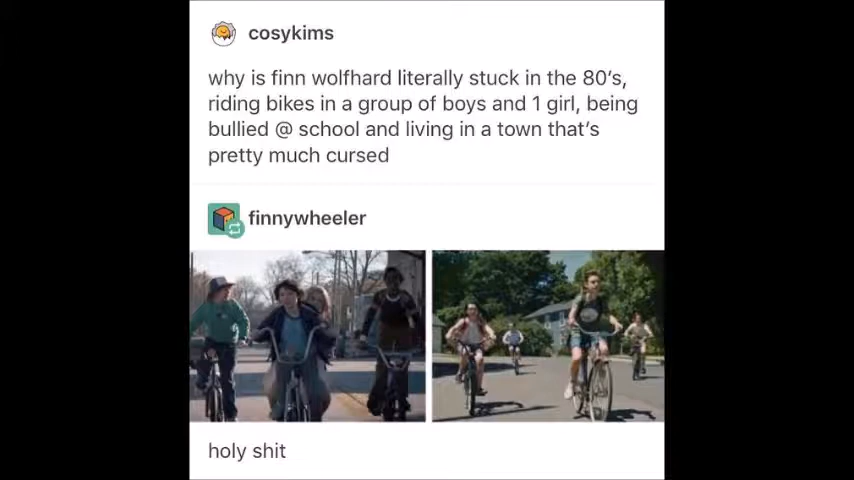 cosykims
why is finn wolfhard literally stuck in the 80's,
riding bikes in a group of boys and 1 girl, being
bullied @ school and living in a town that's
pretty much cursed
finnywheeler
holy shit